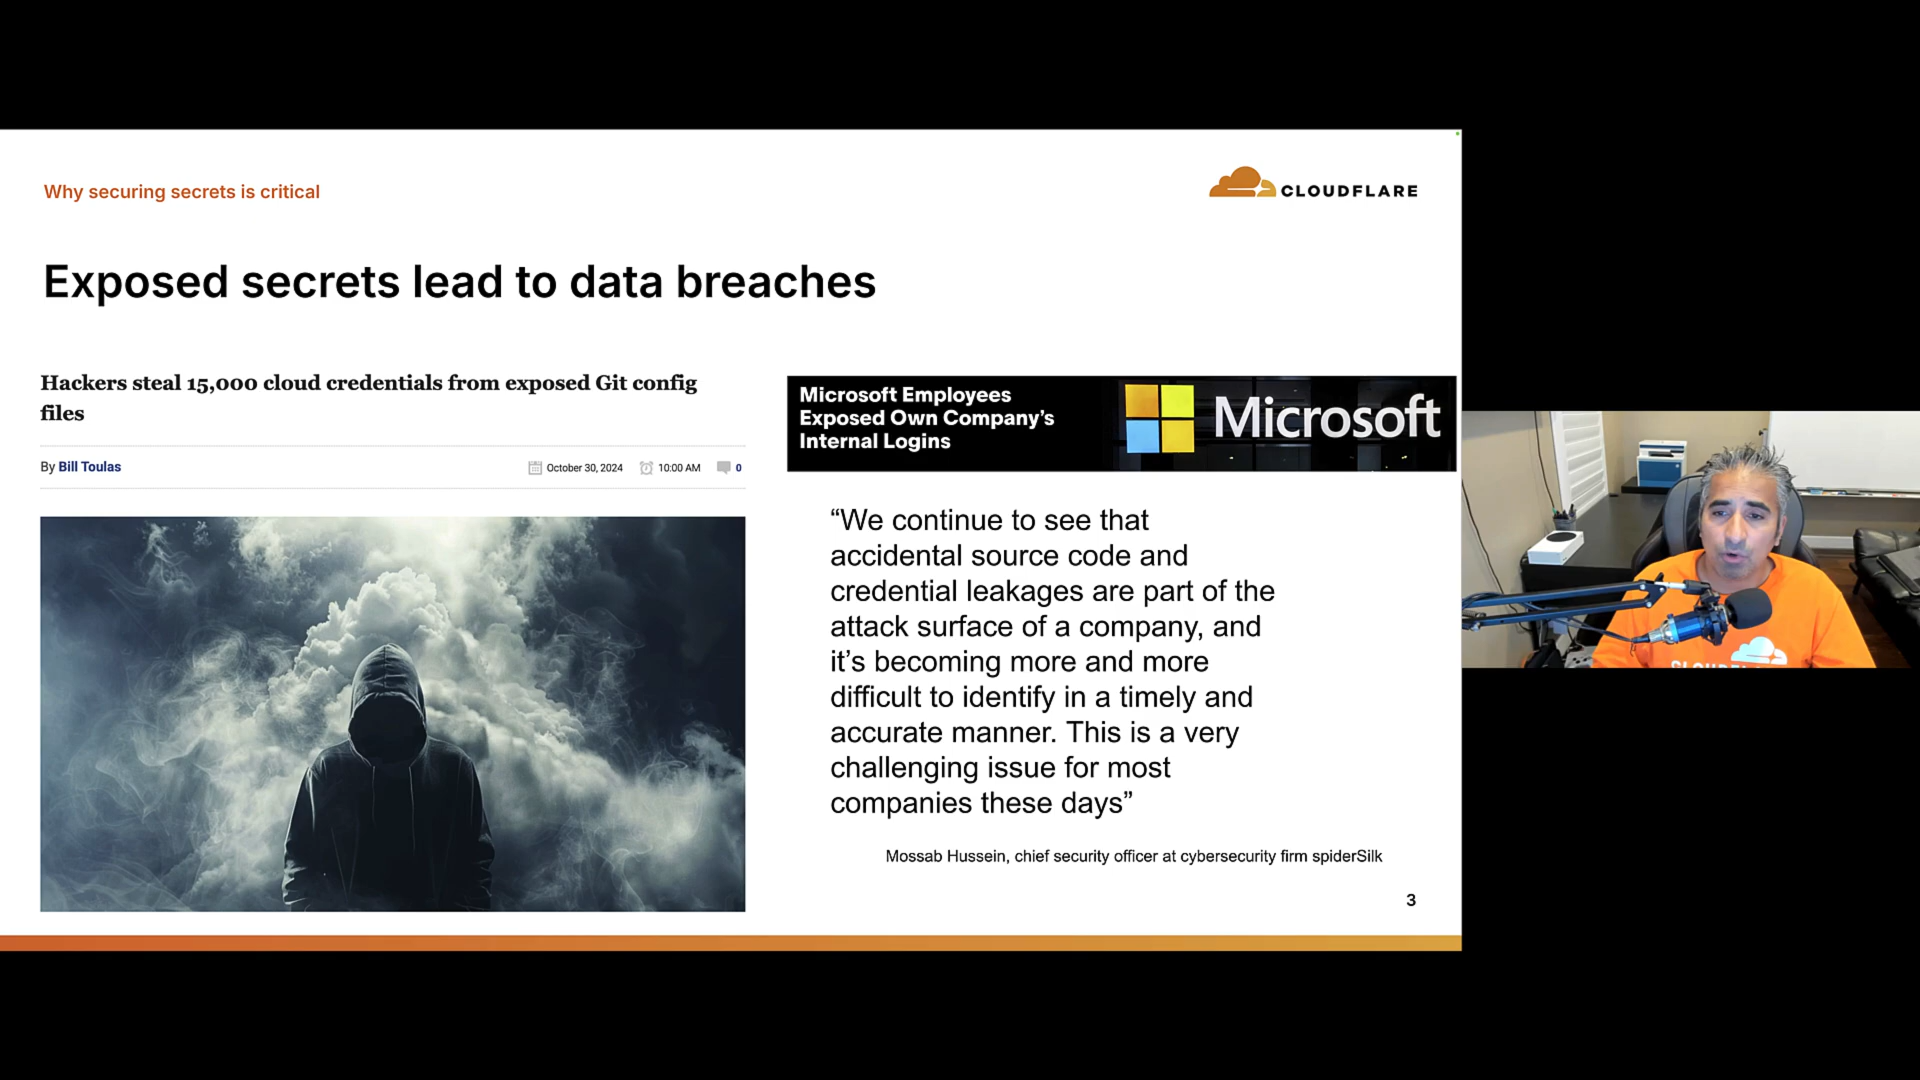 Why securing secrets is critical
CLOUDFLARE
Exposed secrets lead to data breaches
Hackers steal 15,000 cloud credentials from exposed Git config
files
By Bill Toulas
October 30, 2024
10:00 AM
0
Microsoft Employees
Exposed Own Company’s
Internal Logins
Microsoft
“We continue to see that
accidental source code and
credential leakages are part of the
attack surface of a company, and
it’s becoming more and more
difficult to identify in a timely and
accurate manner. This is a very
challenging issue for most
companies these days”
Mossab Hussein, chief security officer at cybersecurity firm spiderSilk
3